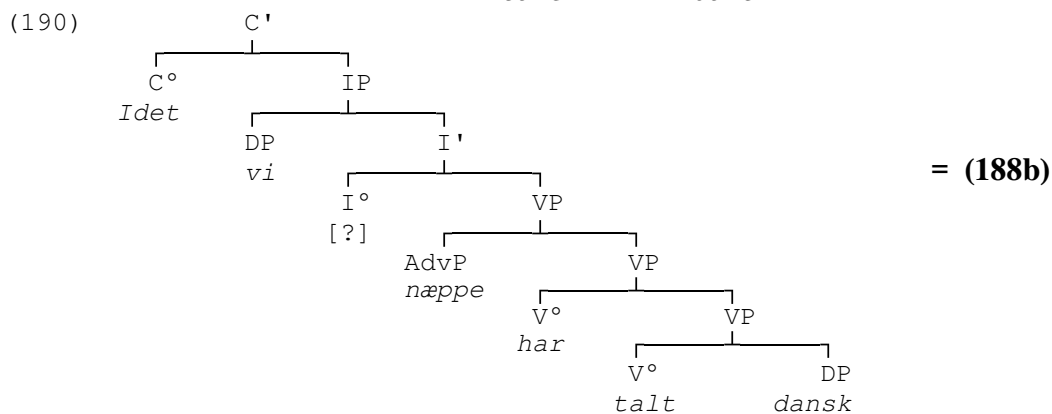 (190) C'
C° IP
Idet
DP I'
vi
= (188b)
I° VP
[?]
AdvP VP
næppe
V° VP
har
V° DP
talt dansk